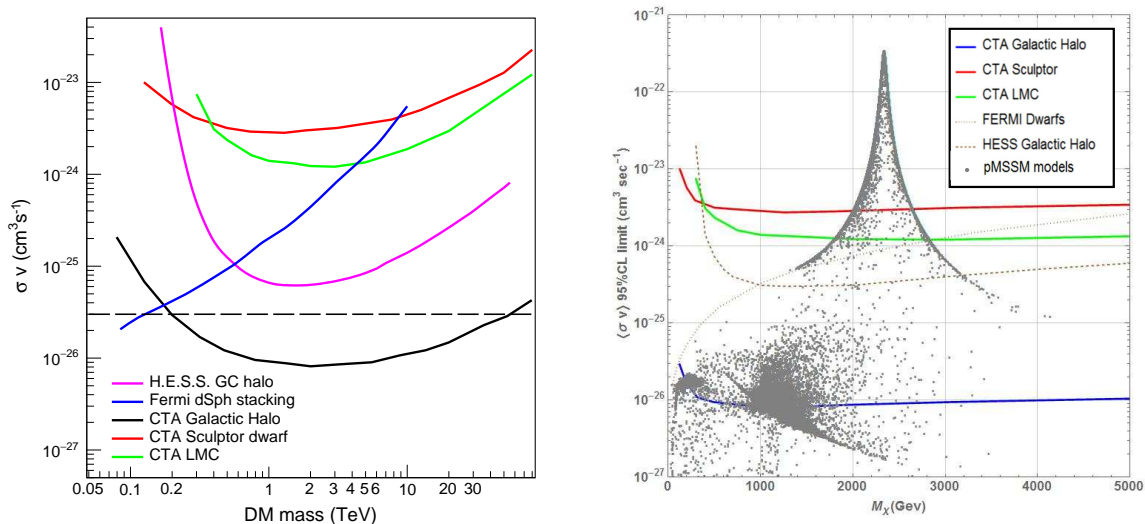 σ v (cm³s⁻¹)
10⁻²³
10⁻²⁴
10⁻²⁵
10⁻²⁶
10⁻²⁷
H.E.S.S. GC halo
Fermi dSph stacking
CTA Galactic Halo
CTA Sculptor dwarf
CTA LMC
0.05 0.1 0.2 1 2 3 4 5 6 10 20 30
DM mass (TeV)
⟨σ v⟩ 95%CL limit (cm³ sec⁻¹)
10⁻²¹
10⁻²²
10⁻²³
10⁻²⁴
10⁻²⁵
10⁻²⁶
10⁻²⁷
CTA Galactic Halo
CTA Sculptor
CTA LMC
FERMI Dwarfs
HESS Galactic Halo
pMSSM models
0 1000 2000 3000 4000 5000
Mχ(Gev)